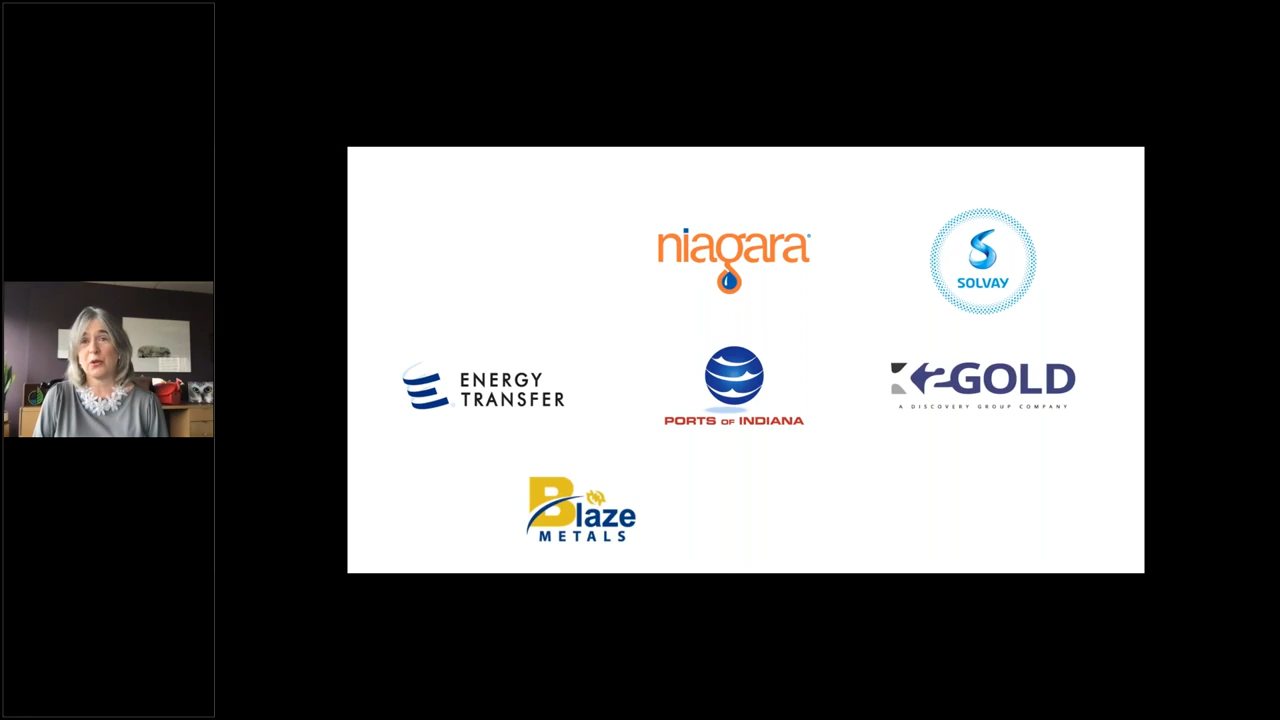 niagara
SOLVAY
ENERGY
TRANSFER
PORTS OF INDIANA
K2GOLD
A DISCOVERY GROUP COMPANY
Blaze
METALS